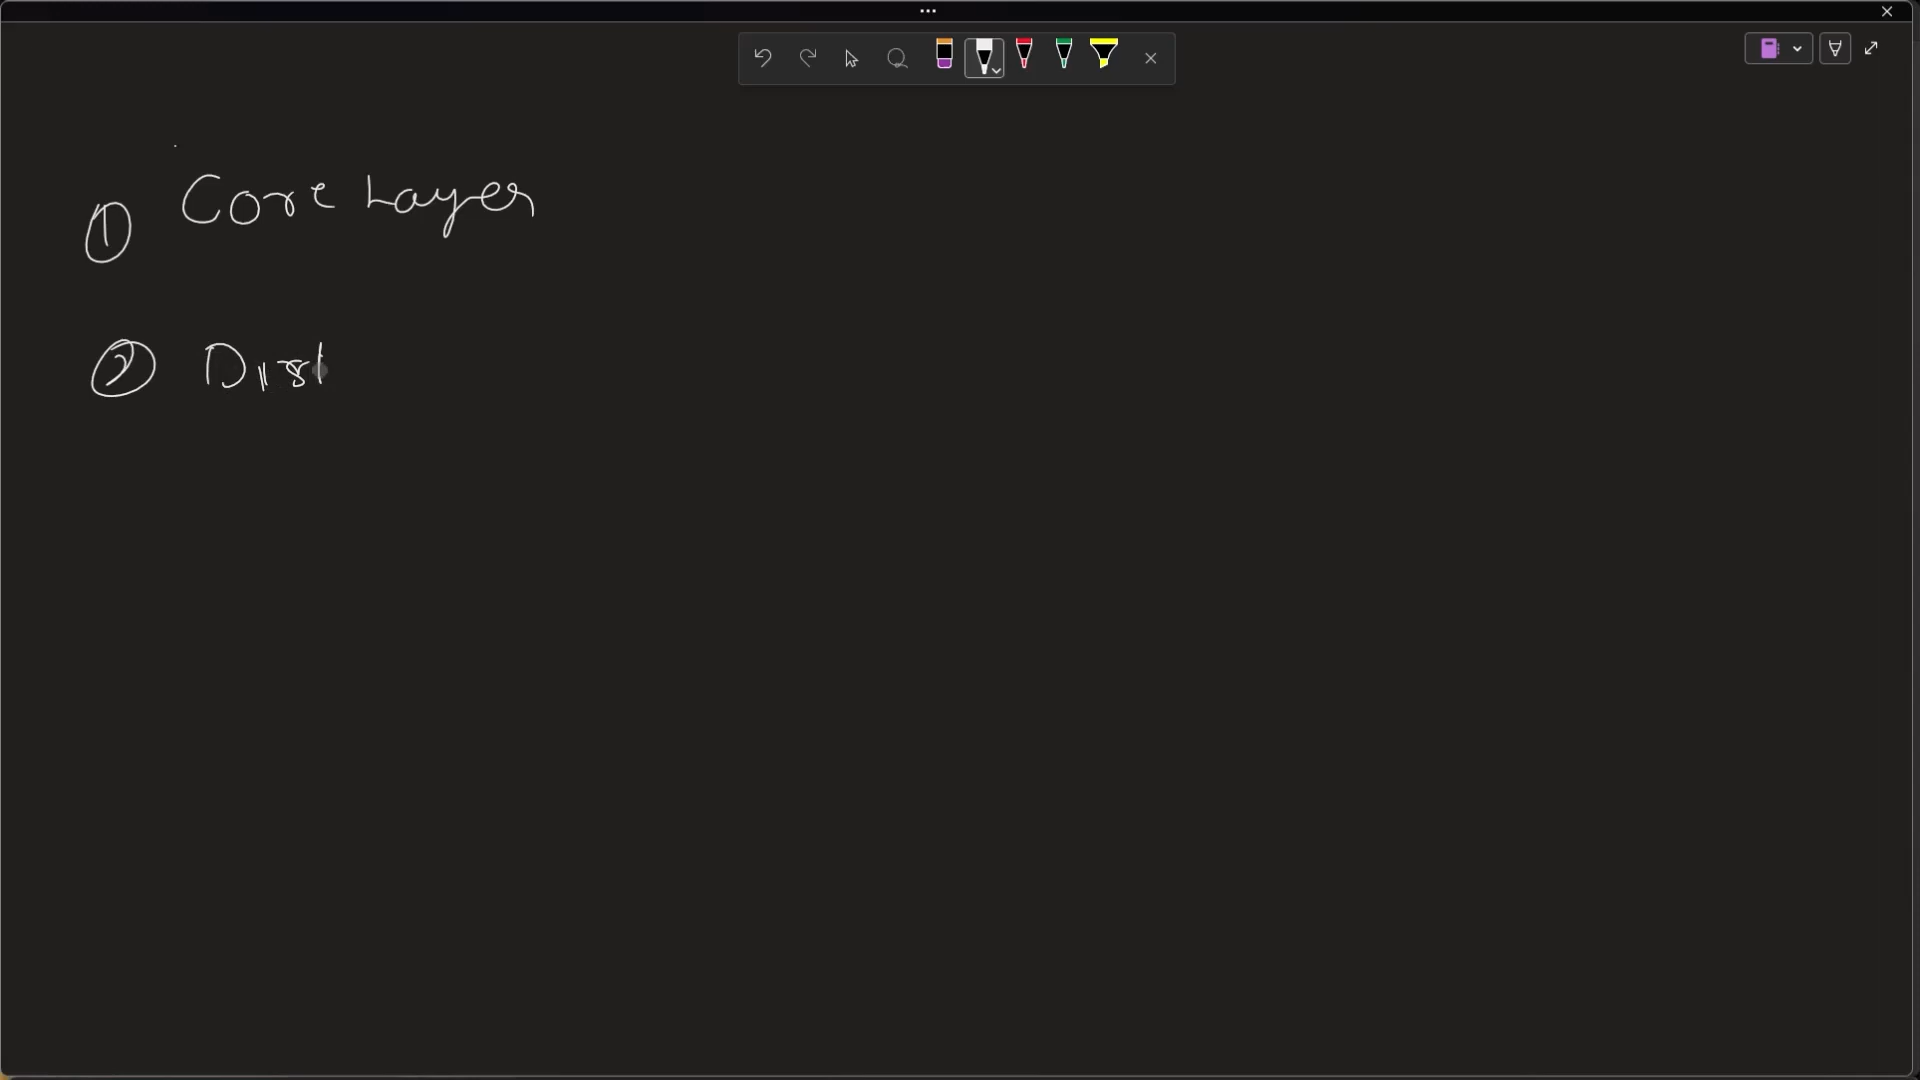 ① Core Layer
② Dist